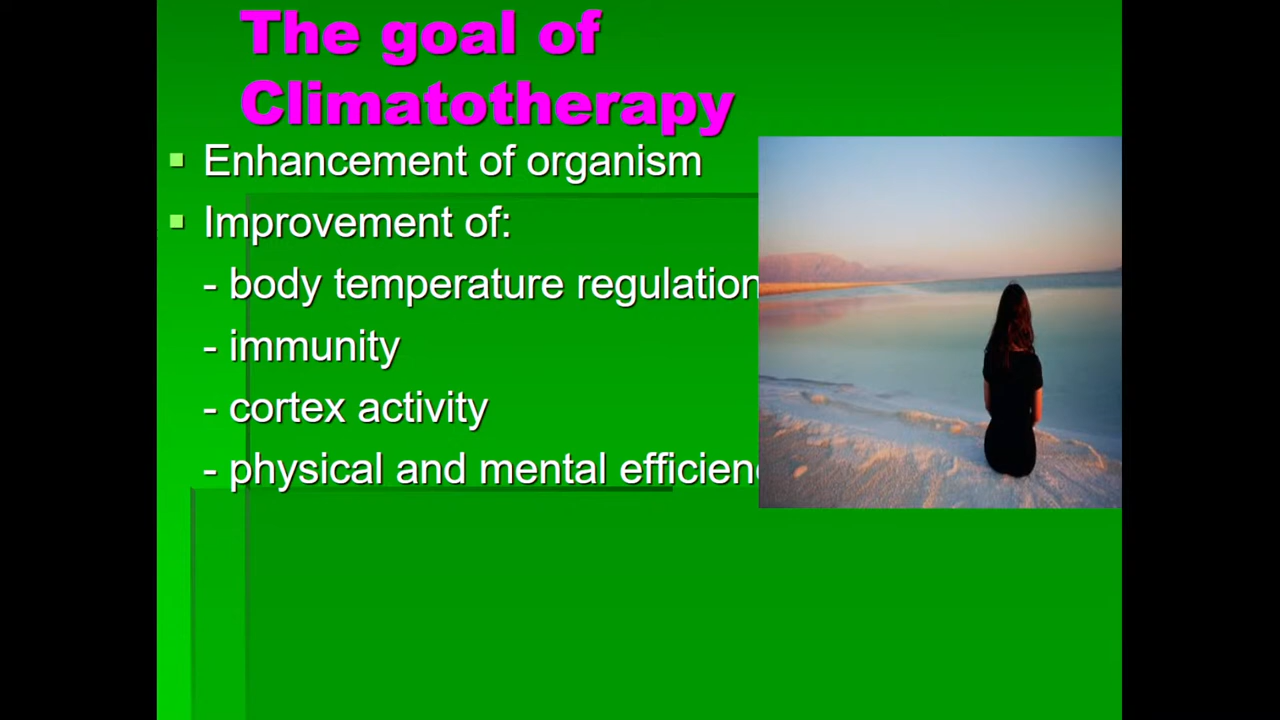 The goal of
Climatotherapy
Enhancement of organism
Improvement of:
- body temperature regulation
- immunity
- cortex activity
- physical and mental efficien